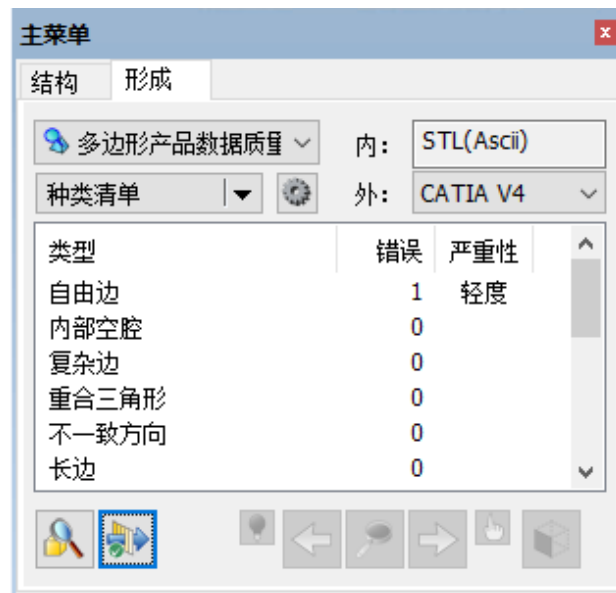 主菜单
结构 形成
多边形产品数据质量 内: STL(Ascii)
种类清单 外: CATIA V4
类型 错误 严重性
自由边 1 轻度
内部空腔 0
复杂边 0
重合三角形 0
不一致方向 0
长边 0